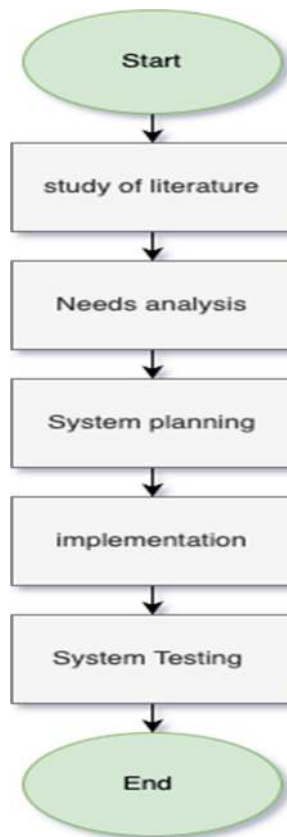 Start
study of literature
Needs analysis
System planning
implementation
System Testing
End